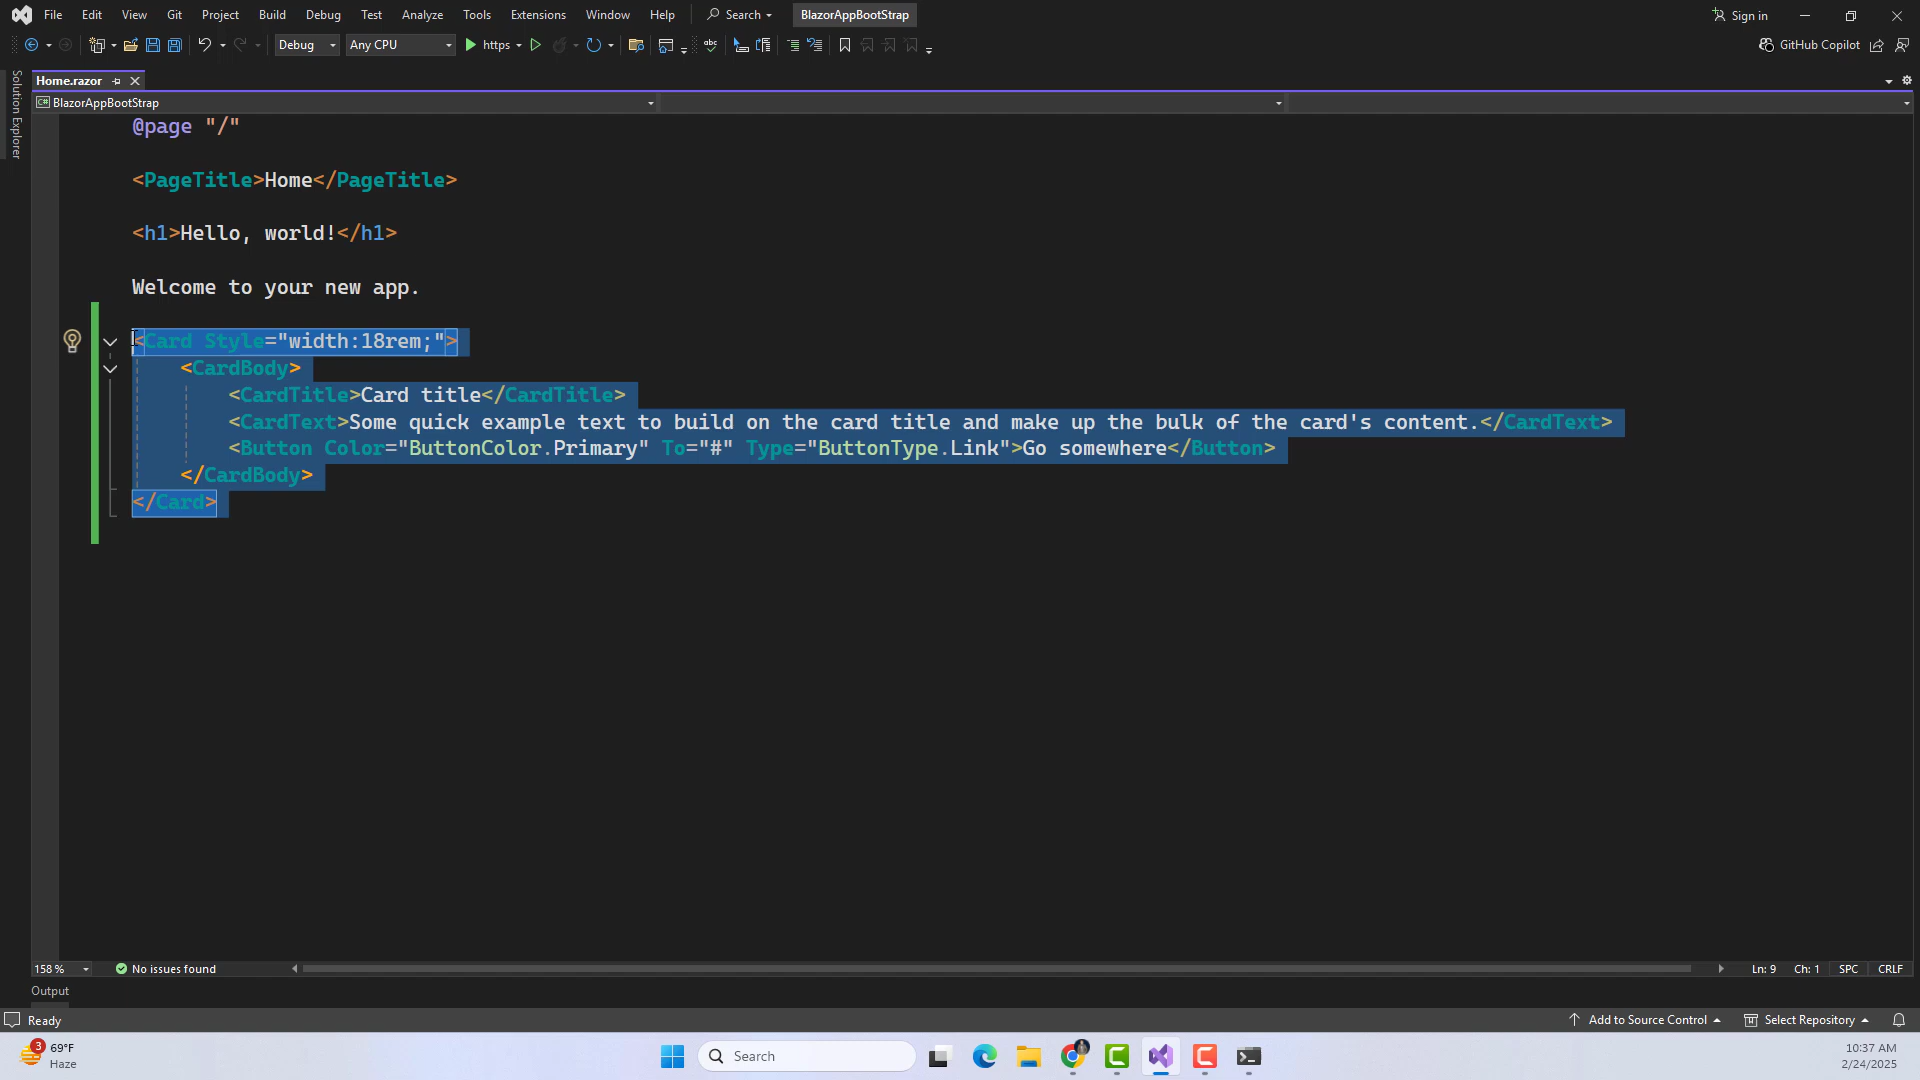 File Edit View Git Project Build Debug Test Analyze Tools Extensions Window Help Search BlazorAppBootStrap Sign in
Debug Any CPU https GitHub Copilot
Solution Explorer
Home.razor
C# BlazorAppBootStrap
@page "/"
<PageTitle>Home</PageTitle>
<h1>Hello, world!</h1>
Welcome to your new app.
<Card Style="width:18rem;">
<CardBody>
<CardTitle>Card title</CardTitle>
<CardText>Some quick example text to build on the card title and make up the bulk of the card's content.</CardText>
<Button Color="ButtonColor.Primary" To="#" Type="ButtonType.Link">Go somewhere</Button>
</CardBody>
</Card>
158 % No issues found Ln: 9 Ch: 1 SPC CRLF
Output
Ready Add to Source Control Select Repository
3 69°F Search 10:37 AM
Haze 2/24/2025